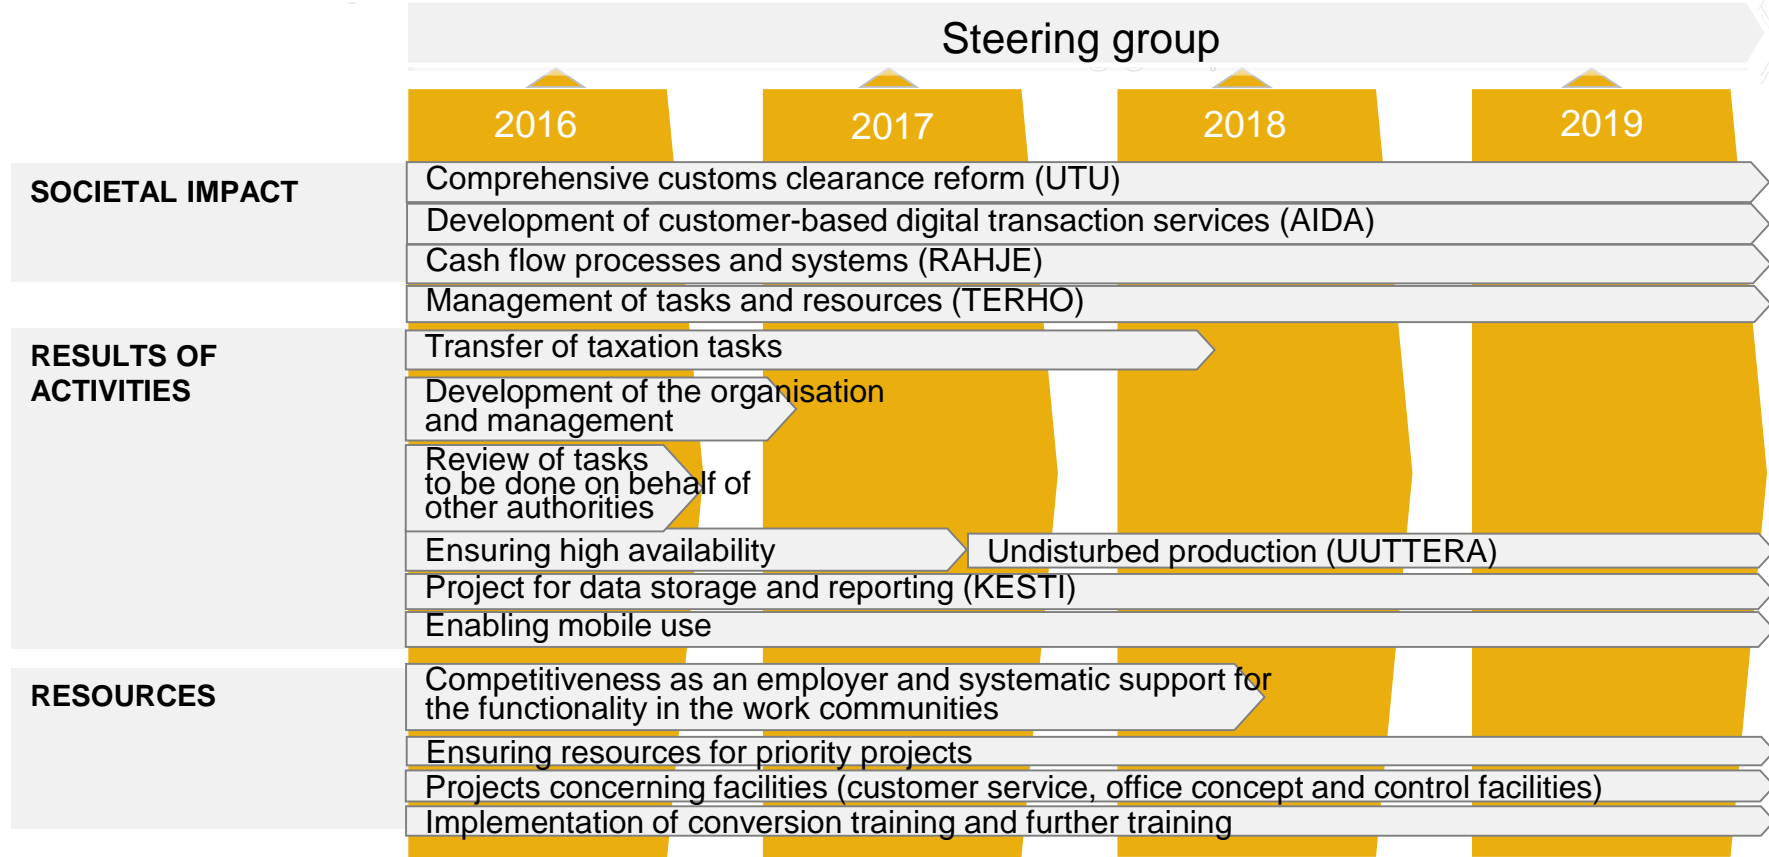 Steering group
2016
2017
2018
2019
SOCIETAL IMPACT
Comprehensive customs clearance reform (UTU)
Development of customer-based digital transaction services (AIDA)
Cash flow processes and systems (RAHJE)
Management of tasks and resources (TERHO)
RESULTS OF
ACTIVITIES
Transfer of taxation tasks
Development of the organisation
and management
Review of tasks
to be done on behalf of
other authorities
Ensuring high availability
Undisturbed production (UUTTERA)
Project for data storage and reporting (KESTI)
Enabling mobile use
RESOURCES
Competitiveness as an employer and systematic support for
the functionality in the work communities
Ensuring resources for priority projects
Projects concerning facilities (customer service, office concept and control facilities)
Implementation of conversion training and further training